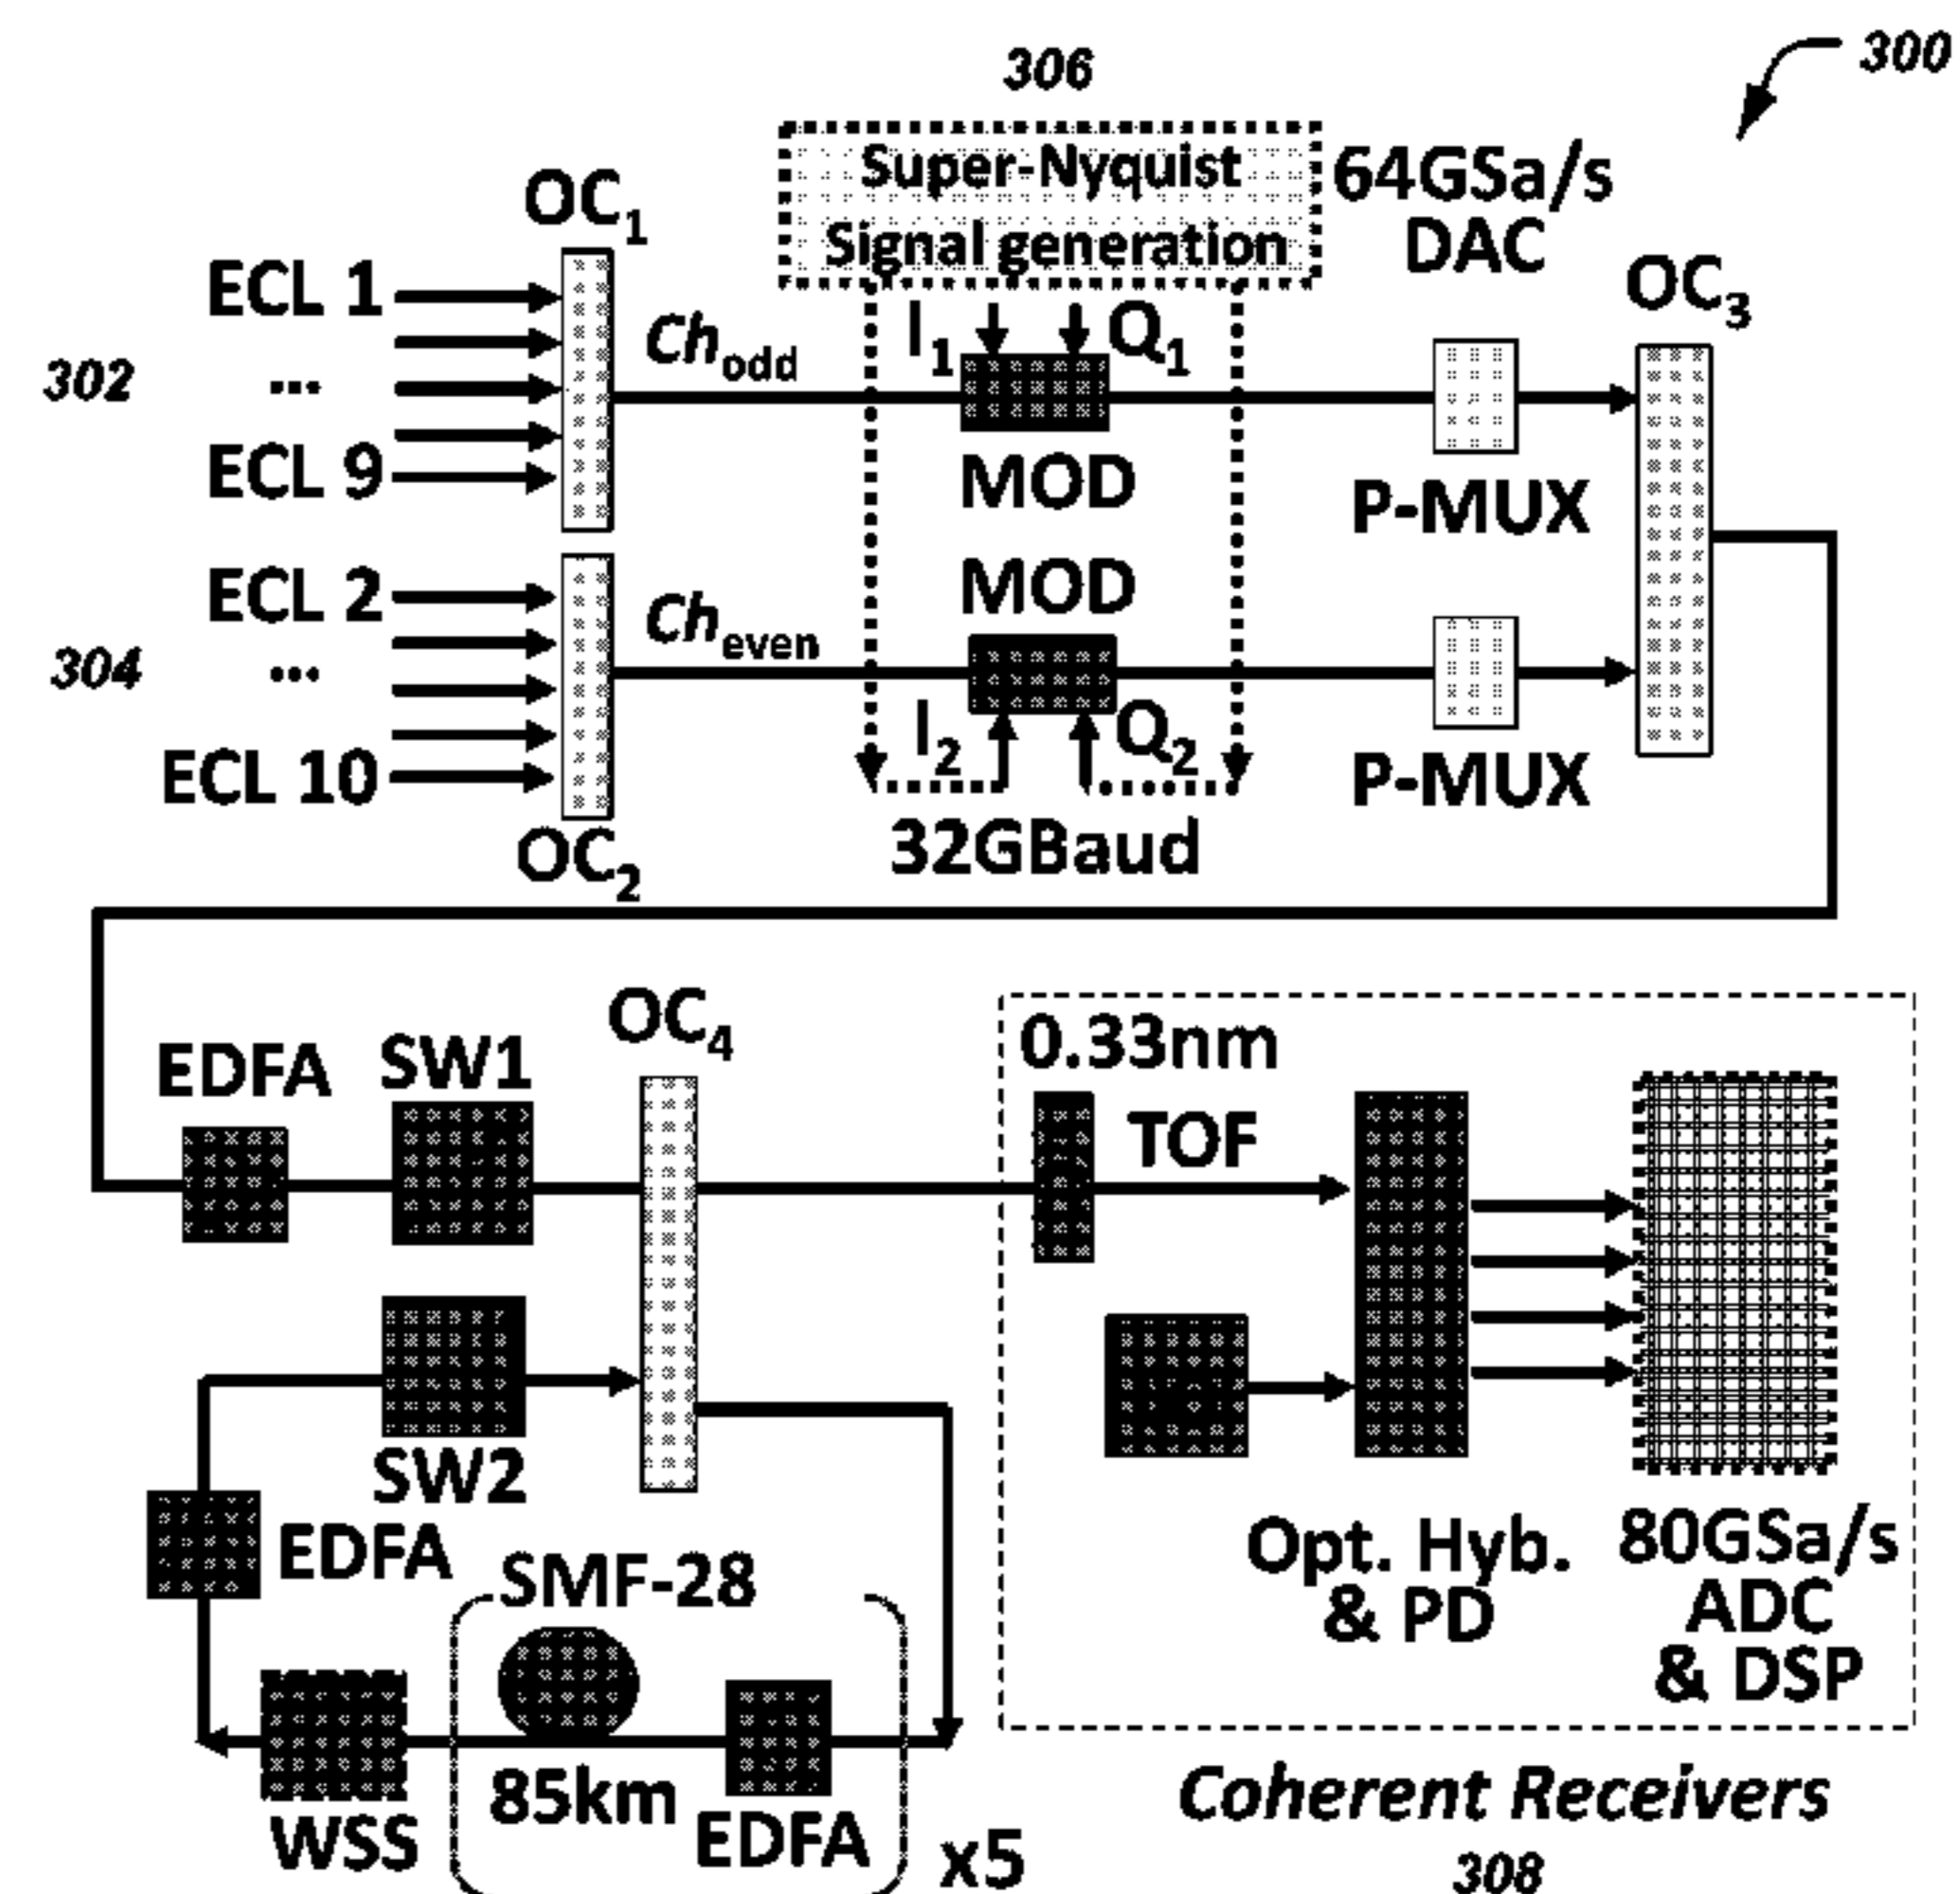 300
306
Super-Nyquist
Signal generation
64GSa/s
DAC
OC1
OC3
ECL 1
Chodd
I1
Q1
302
...
ECL 9
MOD
P-MUX
ECL 2
MOD
Cheven
304
...
I2
Q2
ECL 10
P-MUX
OC2
32GBaud
OC4
0.33nm
EDFA
SW1
TOF
SW2
EDFA
SMF-28
Opt. Hyb.
& PD
80GSa/s
ADC
& DSP
85km
WSS
EDFA
x5
Coherent Receivers
308